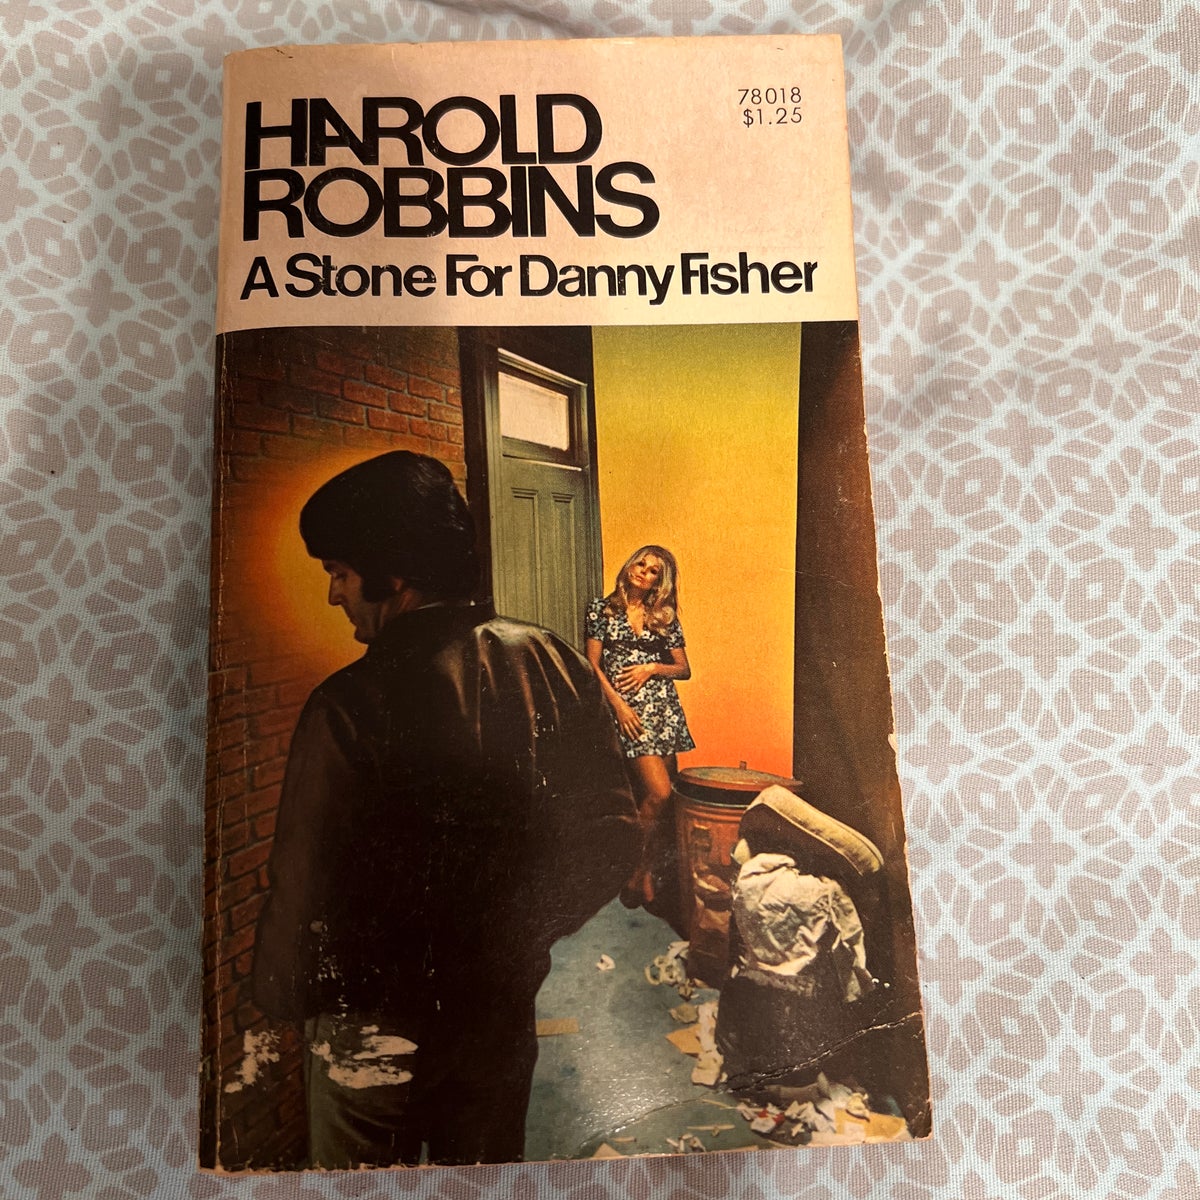 HAROLD
ROBBINS
78018
$1.25
A Stone For Danny Fisher